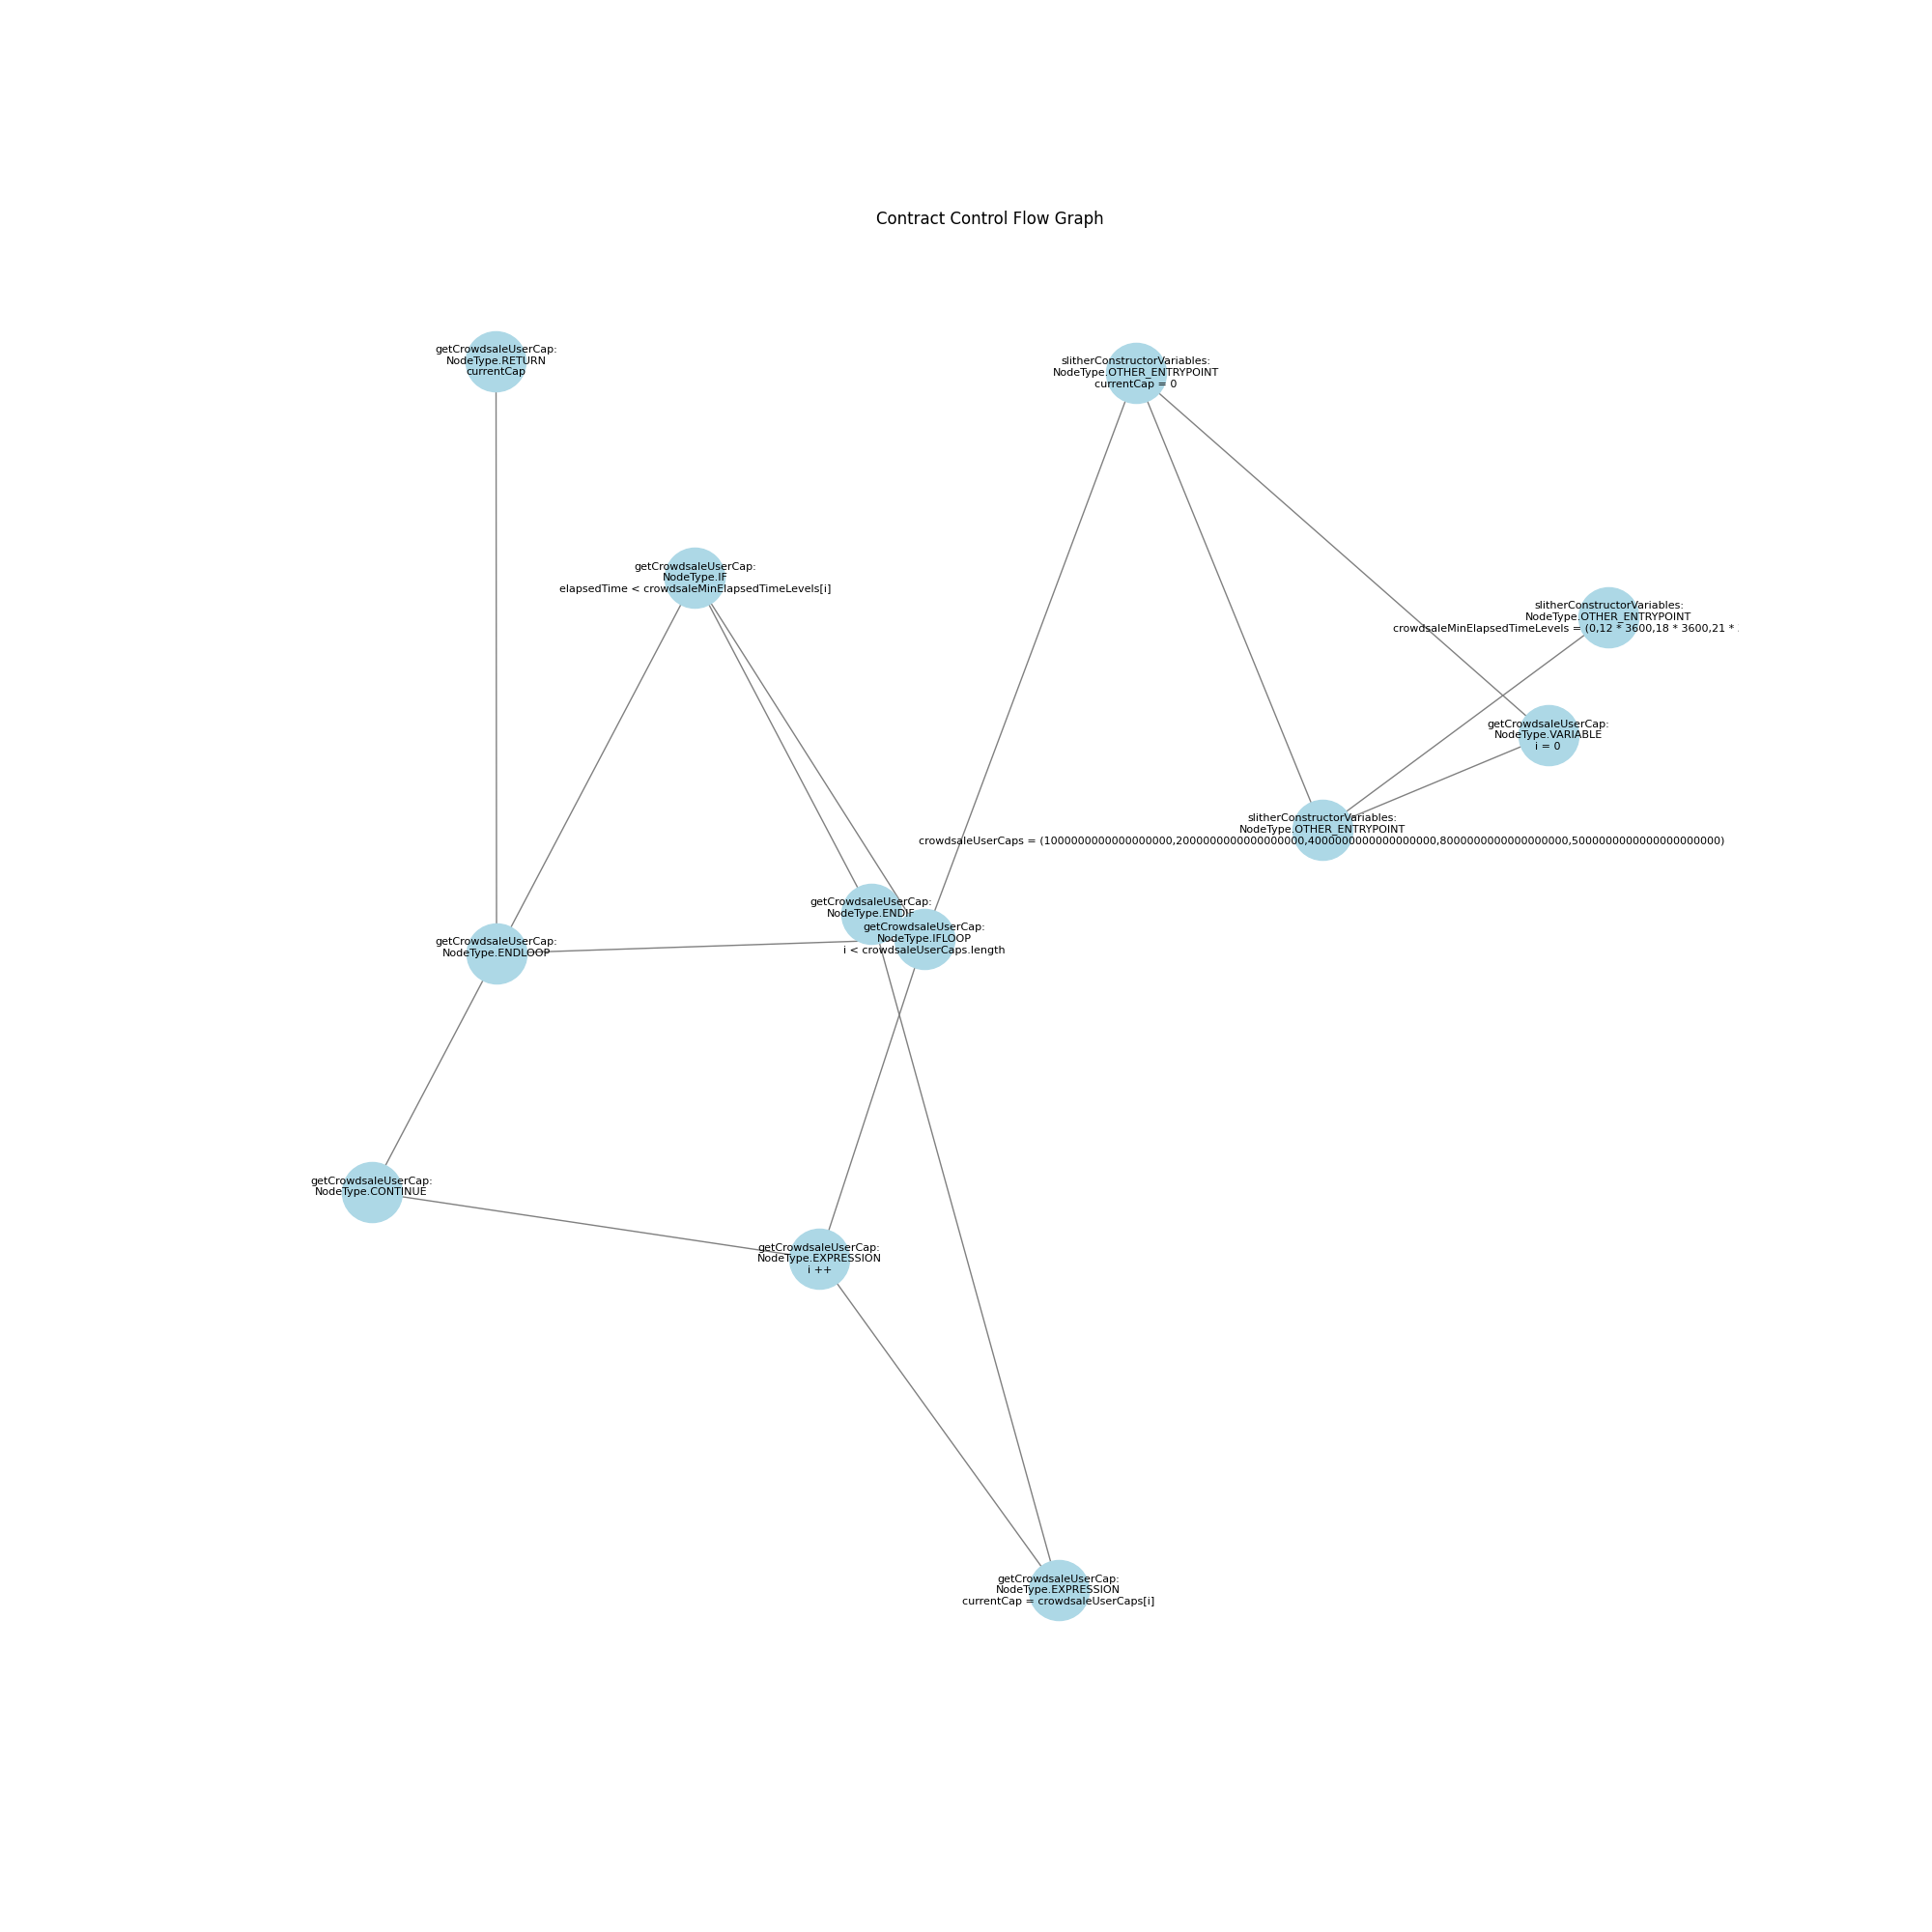 Contract Control Flow Graph
getCrowdsaleUserCap:
NodeType.RETURN
currentCap
slitherConstructorVariables:
NodeType.OTHER_ENTRYPOINT
currentCap = 0
getCrowdsaleUserCap:
NodeType.IF
elapsedTime < crowdsaleMinElapsedTimeLevels[i]
slitherConstructorVariables:
NodeType.OTHER_ENTRYPOINT
crowdsaleMinElapsedTimeLevels = (0,12 * 3600,18 * 3600,21 *
getCrowdsaleUserCap:
NodeType.VARIABLE
i = 0
slitherConstructorVariables:
NodeType.OTHER_ENTRYPOINT
crowdsaleUserCaps = (1000000000000000000,2000000000000000000,4000000000000000000,8000000000000000000,5000000000000000000000)
getCrowdsaleUserCap:
NodeType.ENDIF
getCrowdsaleUserCap:
NodeType.IFLOOP
i < crowdsaleUserCaps.length
getCrowdsaleUserCap:
NodeType.ENDLOOP
getCrowdsaleUserCap:
NodeType.CONTINUE
getCrowdsaleUserCap:
NodeType.EXPRESSION
i ++
getCrowdsaleUserCap:
NodeType.EXPRESSION
currentCap = crowdsaleUserCaps[i]